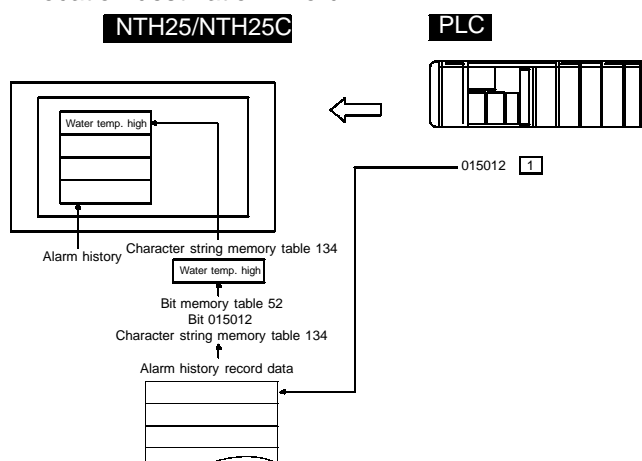 NTH25/NTH25C
PLC
Water temp. high
015012 1
Alarm history
Character string memory table 134
Water temp. high
Bit memory table 52
Bit 015012
Character string memory table 134
Alarm history record data